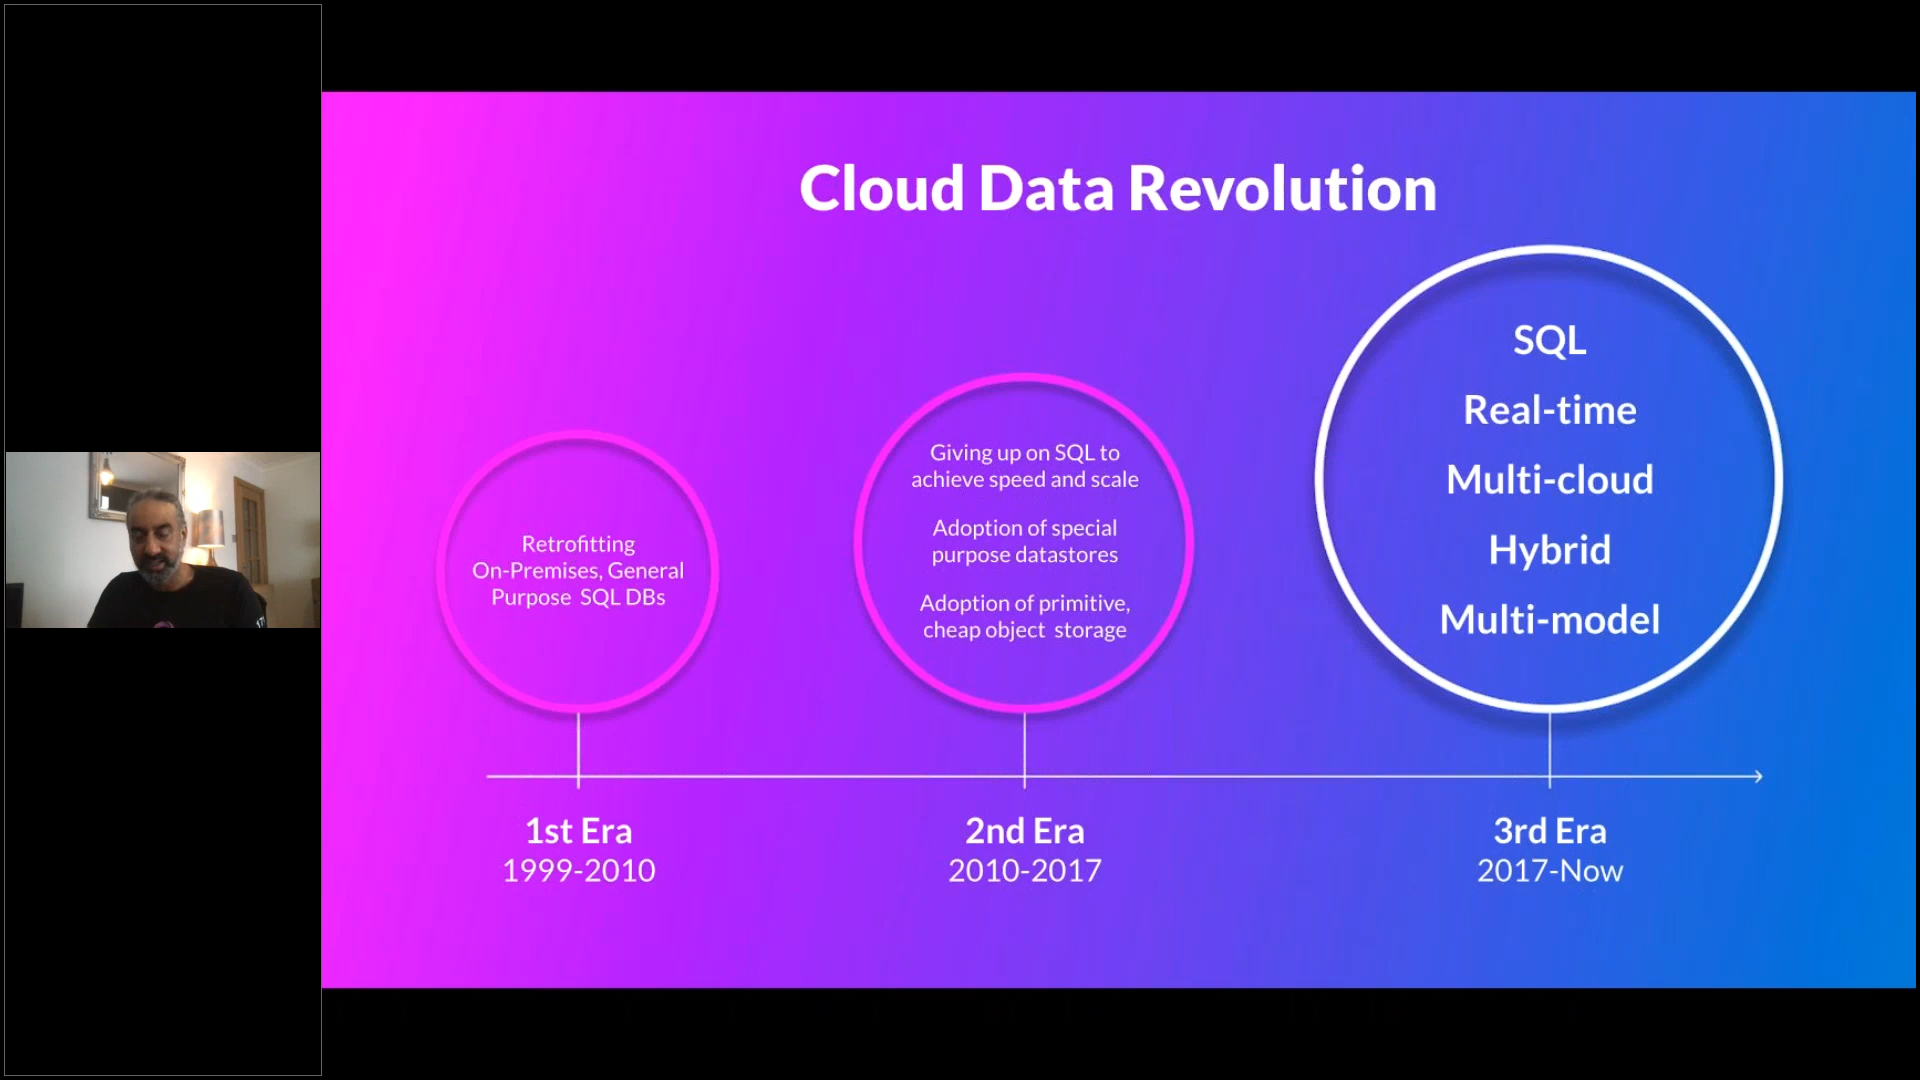 Cloud Data Revolution
Retrofitting
On-Premises, General
Purpose SQL DBs
Giving up on SQL to
achieve speed and scale
Adoption of special
purpose datastores
Adoption of primitive,
cheap object storage
SQL
Real-time
Multi-cloud
Hybrid
Multi-model
1st Era
1999-2010
2nd Era
2010-2017
3rd Era
2017-Now